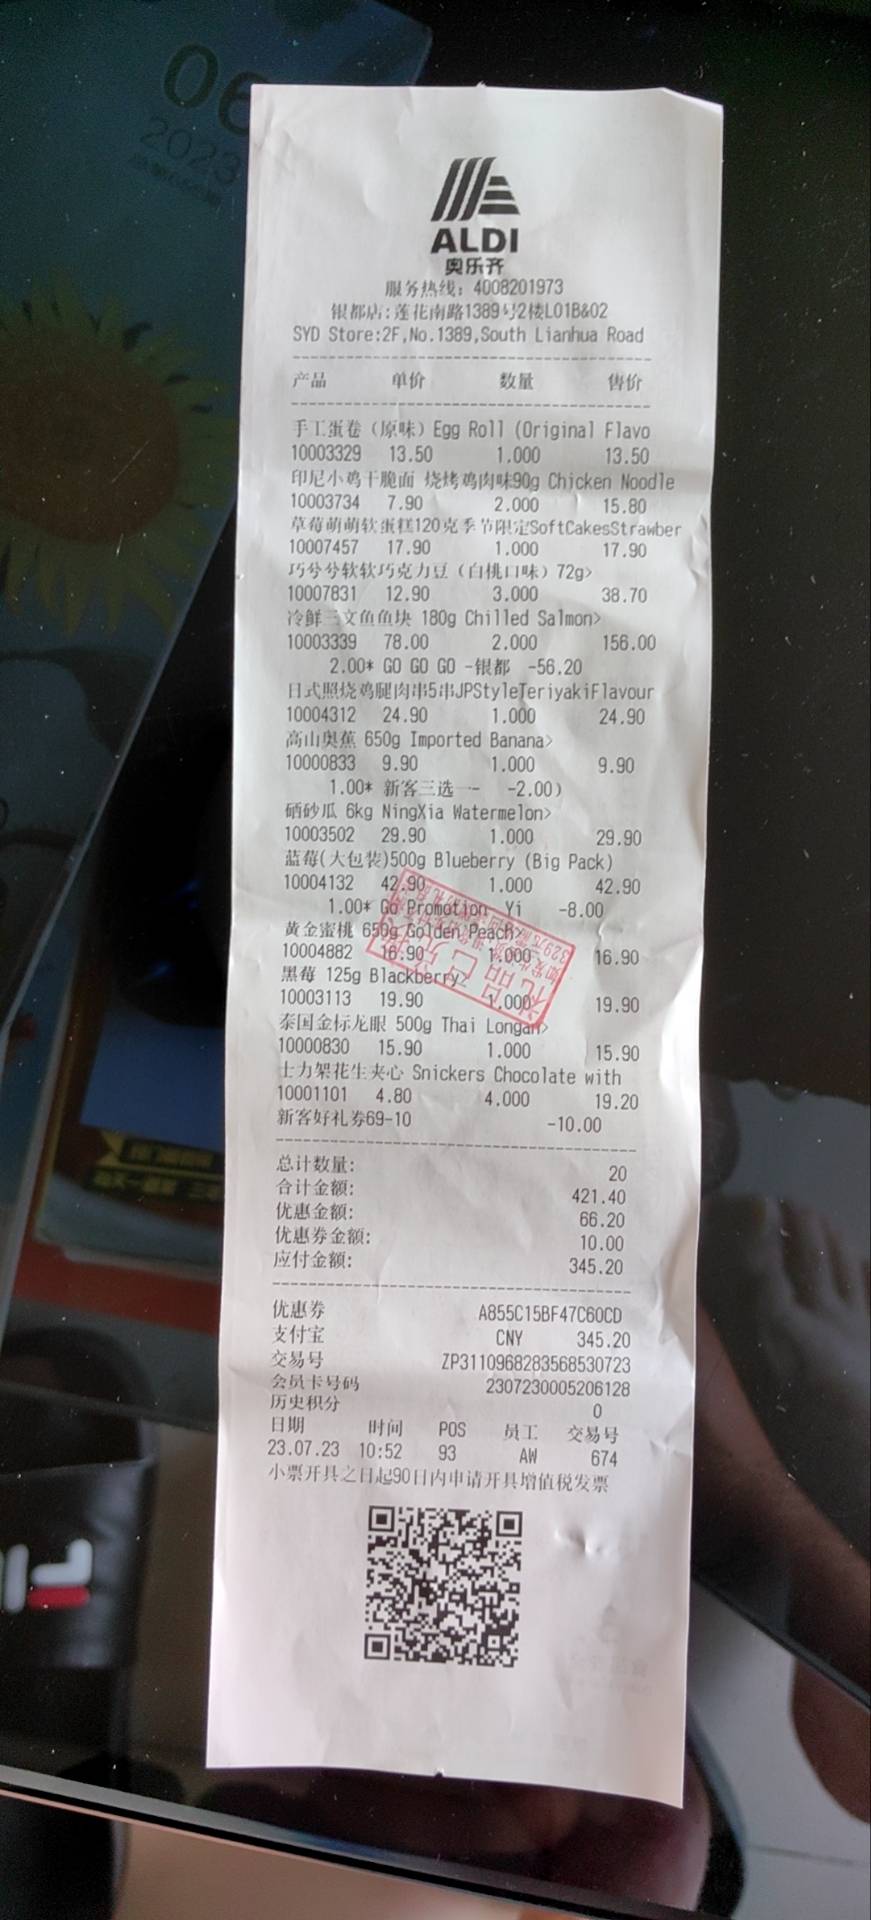 06
2023
ALDI
奥乐齐
服务热线: 4008201973
银都店:莲花南路1389号2楼L01B&02
SYD Store:2F,No.1389,South Lianhua Road
产品 单价 数量 售价
手工蛋卷（原味）Egg Roll (Original Flavo
10003329 13.50 1.000 13.50
印尼小鸡干脆面 烧烤鸡肉味90g Chicken Noodle
10003734 7.90 2.000 15.80
草莓萌萌软蛋糕120克季节限定SoftCakesStrawber
10007457 17.90 1.000 17.90
巧兮兮软软巧克力豆（白桃口味）72g>
10007831 12.90 3.000 38.70
冷鲜三文鱼鱼块 180g Chilled Salmon>
10003339 78.00 2.000 156.00
2.00* GO GO GO -银都 -56.20
日式照烧鸡腿肉串5串JPStyleTeriyakiFlavour
10004312 24.90 1.000 24.90
高山奥蕉 650g Imported Banana>
10000833 9.90 1.000 9.90
1.00* 新客三选一- -2.00)
硒砂瓜 6kg NingXia Watermelon>
10003502 29.90 1.000 29.90
蓝莓(大包装)500g Blueberry (Big Pack)
10004132 42.90 1.000 42.90
1.00* Go Promotion Yi -8.00
黄金蜜桃 650g Golden Peach>
10004882 16.90 1.000 16.90
黑莓 125g Blackberry>
10003113 19.90 1.000 19.90
泰国金标龙眼 500g Thai Longan>
10000830 15.90 1.000 15.90
士力架花生夹心 Snickers Chocolate with
10001101 4.80 4.000 19.20
新客好礼券69-10 -10.00
总计数量: 20
合计金额: 421.40
优惠金额: 66.20
优惠券金额: 10.00
应付金额: 345.20
优惠券 A855C15BF47C60CD
支付宝 CNY 345.20
交易号 ZP3110968283568530723
会员卡号码 2307230005206128
历史积分 0
日期 时间 POS 员工 交易号
23.07.23 10:52 93 AW 674
小票开具之日起90日内申请开具增值税发票